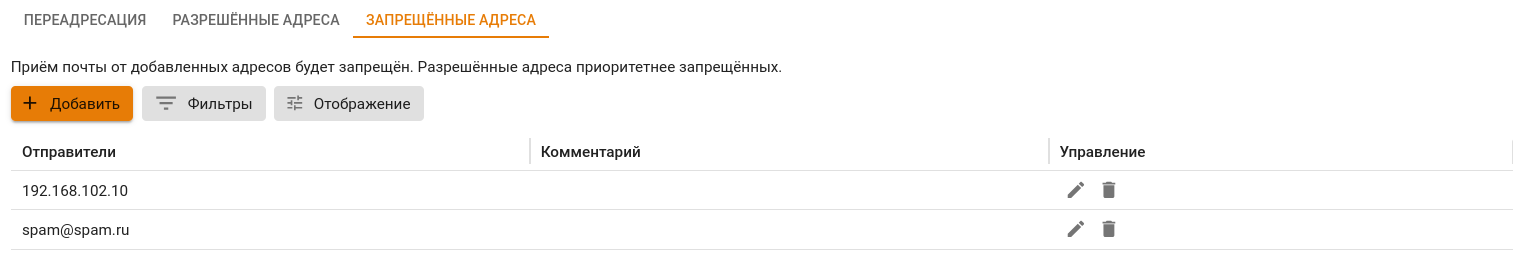 ПЕРЕАДРЕСАЦИЯ РАЗРЕШЁННЫЕ АДРЕСА ЗАПРЕЩЁННЫЕ АДРЕСА
Приём почты от добавленных адресов будет запрещён. Разрешённые адреса приоритетнее запрещённых.
Добавить Фильтры Отображение
Отправители Комментарий Управление
192.168.102.10
spam@spam.ru